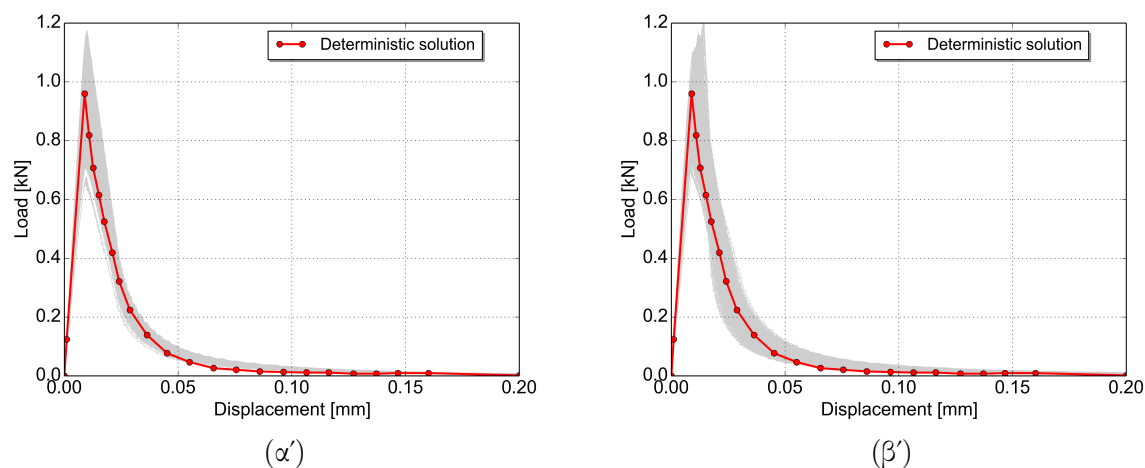 1.2
Deterministic solution
1.0
0.8
Load [kN]
0.6
0.4
0.2
0.0
0.00 0.05 0.10 0.15 0.20
Displacement [mm]
(α′)
1.2
Deterministic solution
1.0
0.8
Load [kN]
0.6
0.4
0.2
0.0
0.00 0.05 0.10 0.15 0.20
Displacement [mm]
(β′)